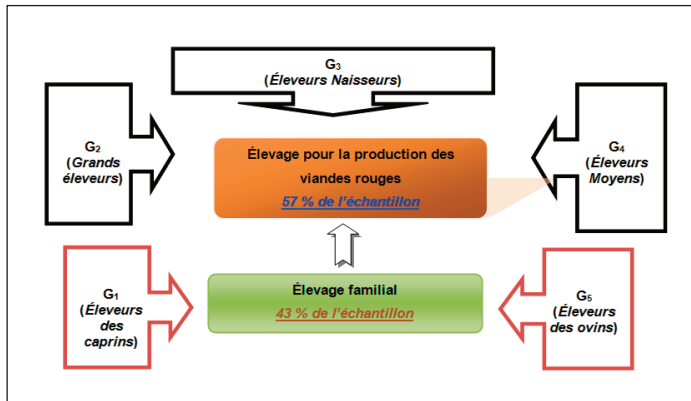 G3
(Éleveurs Naisseurs)
G2
(Grands
éleveurs)
Élevage pour la production des
viandes rouges
57 % de l'échantillon
G4
(Éleveurs
Moyens)
G1
(Éleveurs
des
caprins)
Élevage familial
43 % de l'échantillon
G5
(Éleveurs
des ovins)